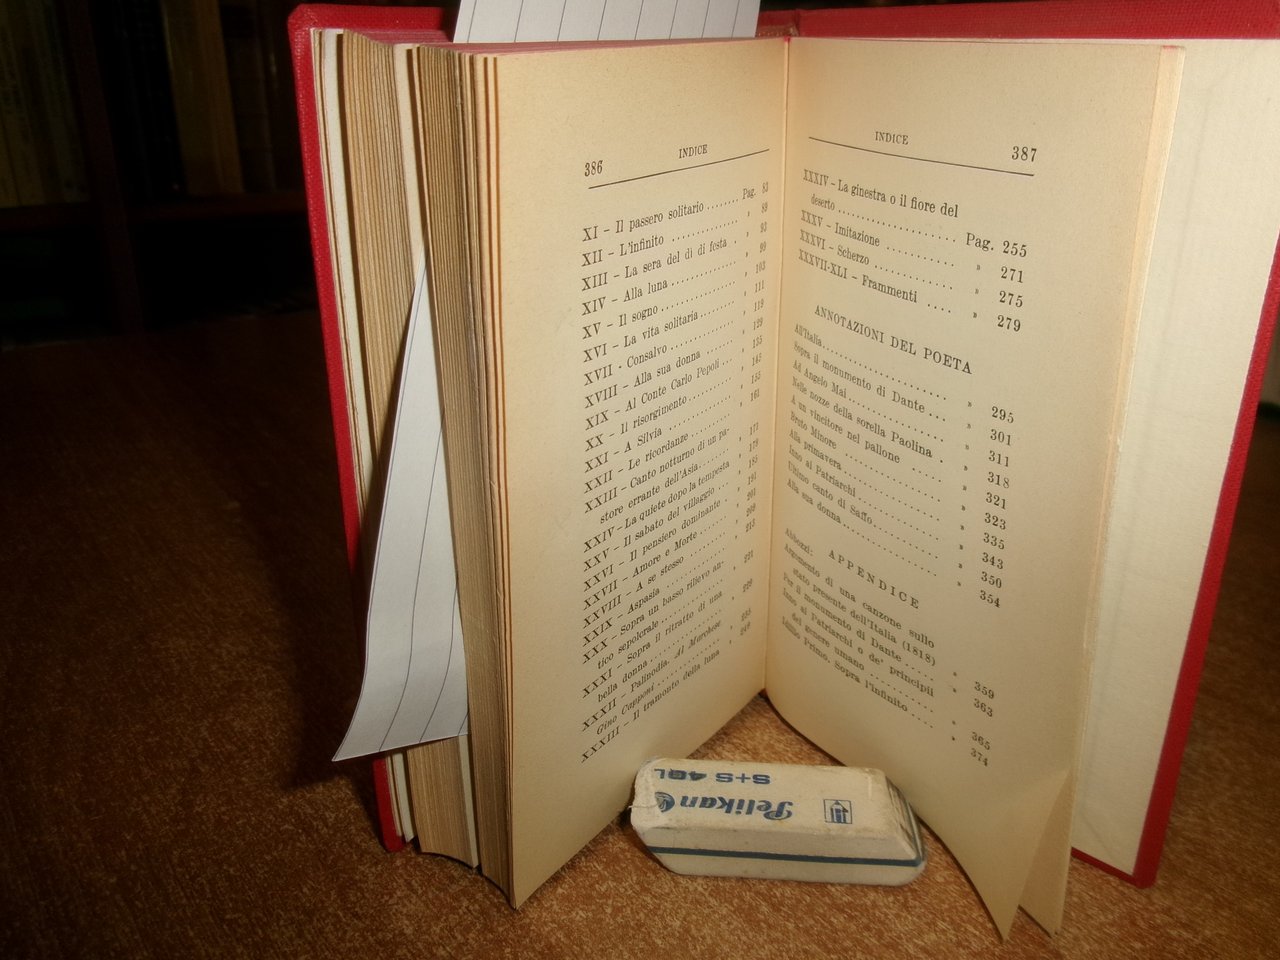 386 INDICE
XI – Il passero solitario ........ Pag. 83
XII – L'infinito ............ » 89
XIII – La sera del dì di festa .. » 93
XIV – Alla luna ............ » 99
XV – Il sogno ............ » 103
XVI – La vita solitaria ........ » 111
XVII – Consalvo ............ » 119
XVIII – Alla sua donna ....... » 129
XIX – Al Conte Carlo Pepoli ... » 135
XX – Il risorgimento .......... » 145
XXI – A Silvia ............ » 155
XXII – Le ricordanze ......... » 161
XXIII – Canto notturno di un pa-
store errante dell'Asia ...... »
XXIV – La quiete dopo la tempesta » 179
XXV – Il sabato del villaggio ... » 185
XXVI – Il pensiero dominante .. » 191
XXVII – Amore e Morte ....... » 201
XXVIII – A se stesso ........ » 209
XXIX – Aspasia ............ » 213
XXX – Sopra un basso rilievo an-
tico sepolcrale ............ » 221
XXXI – Sopra il ritratto di una
bella donna ............ » 229
XXXII – Palinodia. Al Marchese
Gino Capponi ............ »
XXXIII – Il tramonto della luna »
INDICE 387
XXXIV – La ginestra o il fiore del
deserto .................. Pag. 255
XXXV – Imitazione ............ » 271
XXXVI – Scherzo ............ » 275
XXXVII-XLI – Frammenti .... » 279
ANNOTAZIONI DEL POETA
All'Italia .................. » 295
Sopra il monumento di Dante ... » 301
Ad Angelo Mai .............. » 311
Nelle nozze della sorella Paolina . » 318
A un vincitore nel pallone ..... » 321
Bruto Minore ............... » 323
Alla primavera .............. » 335
Inno ai Patriarchi ............ » 343
Ultimo canto di Saffo .......... » 350
Alla sua donna .............. » 354
APPENDICE
Abbozzi:
Argomento di una canzone sullo
stato presente dell'Italia (1818) » 359
Per il monumento di Dante ..... » 363
Inno ai Patriarchi o de' principii
del genere umano .......... » 365
Idillio Primo. Sopra l'infinito .... » 374
Pelikan
S+S 40L